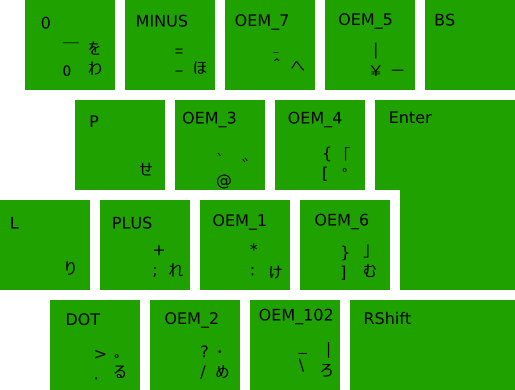 0 MINUS OEM_7 OEM_5 BS
‾ を = ‾ |
0 わ − ほ ^ へ ¥ ー
P OEM_3 OEM_4 Enter
` ゛ { 「
せ @ [ ゜
L PLUS OEM_1 OEM_6
+ * } 」
り ; れ : け ] む
DOT OEM_2 OEM_102 RShift
> 。 ? ・ _ |
. る / め \ ろ